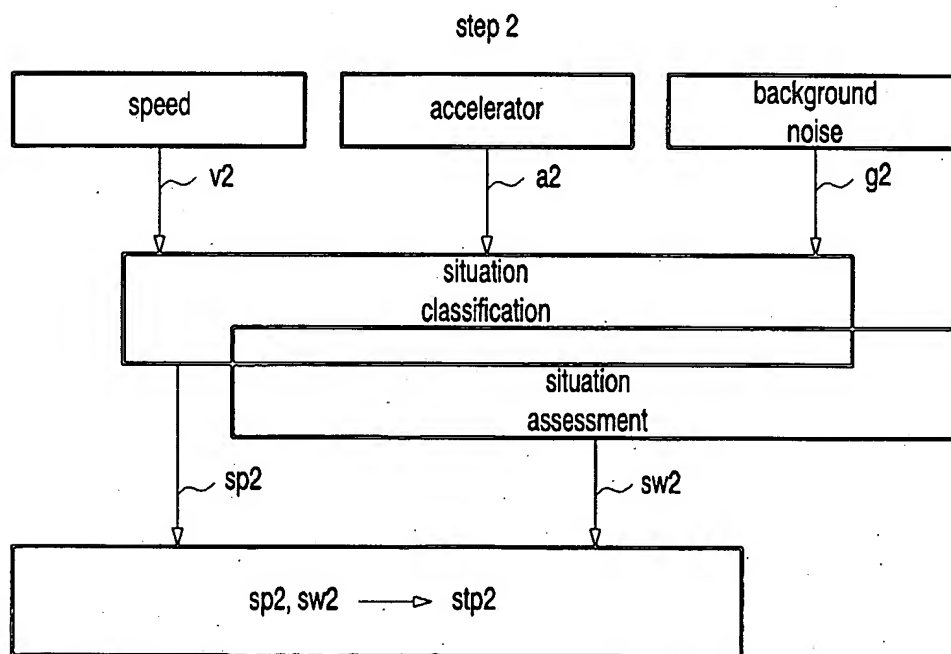 step 2
speed
accelerator
background
noise
v2
a2
g2
situation
classification
situation
assessment
sp2
sw2
sp2, sw2 stp2